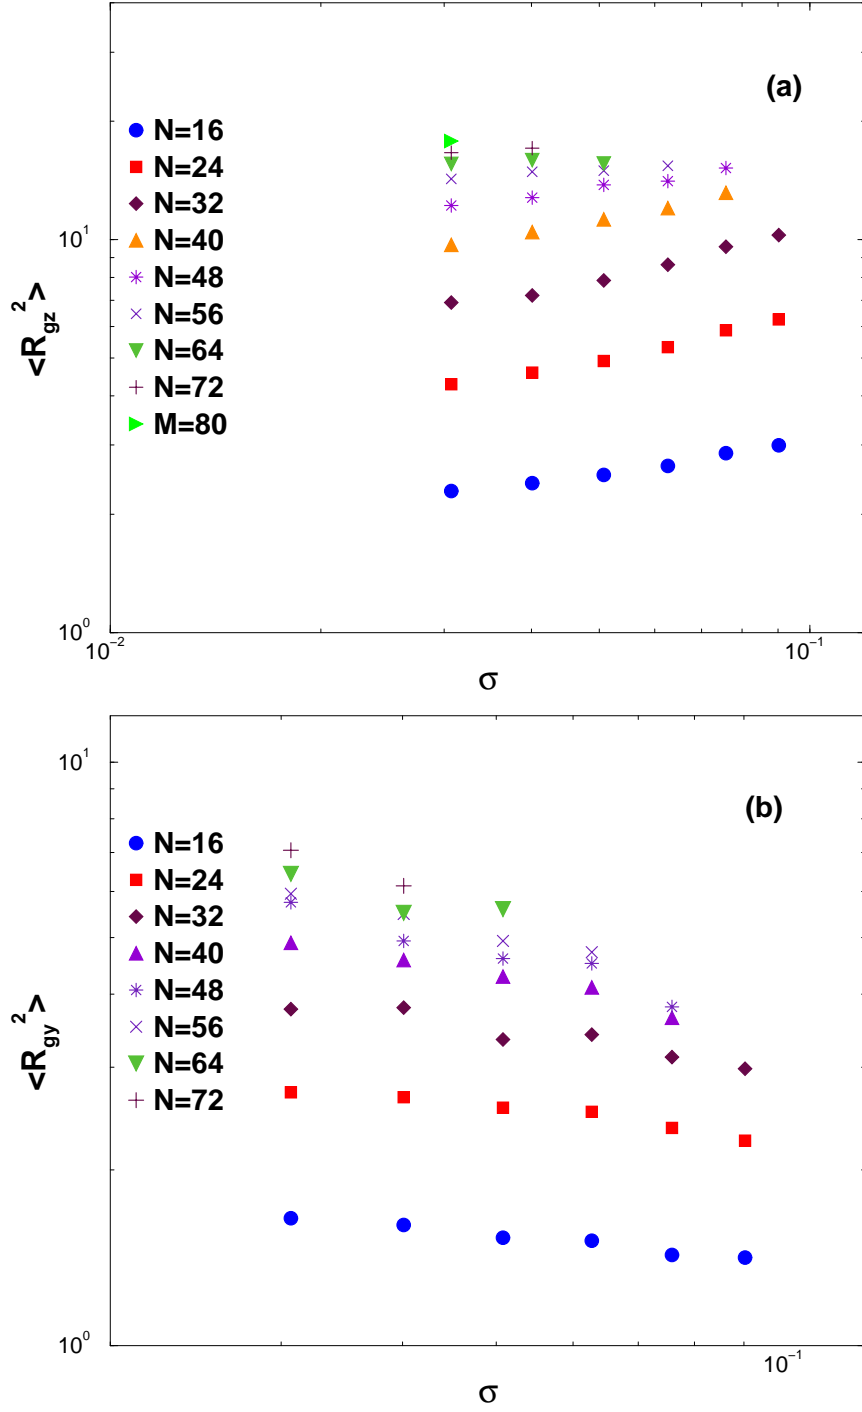 (a)
N=16
N=24
N=32
N=40
N=48
N=56
N=64
N=72
M=80
<R_gz^2>
10^1
10^0
10^-2
10^-1
σ
(b)
N=16
N=24
N=32
N=40
N=48
N=56
N=64
N=72
<R_gy^2>
10^1
10^0
10^-1
σ